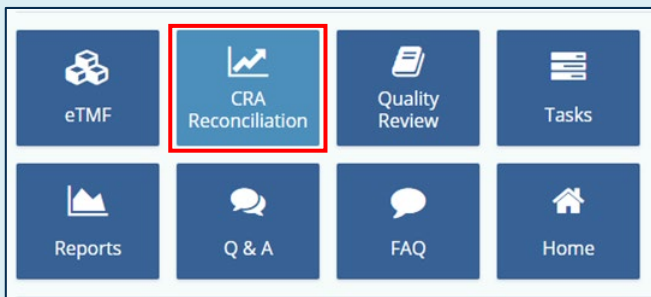 eTMF
CRA
Reconciliation
Quality
Review
Tasks
Reports
Q & A
FAQ
Home